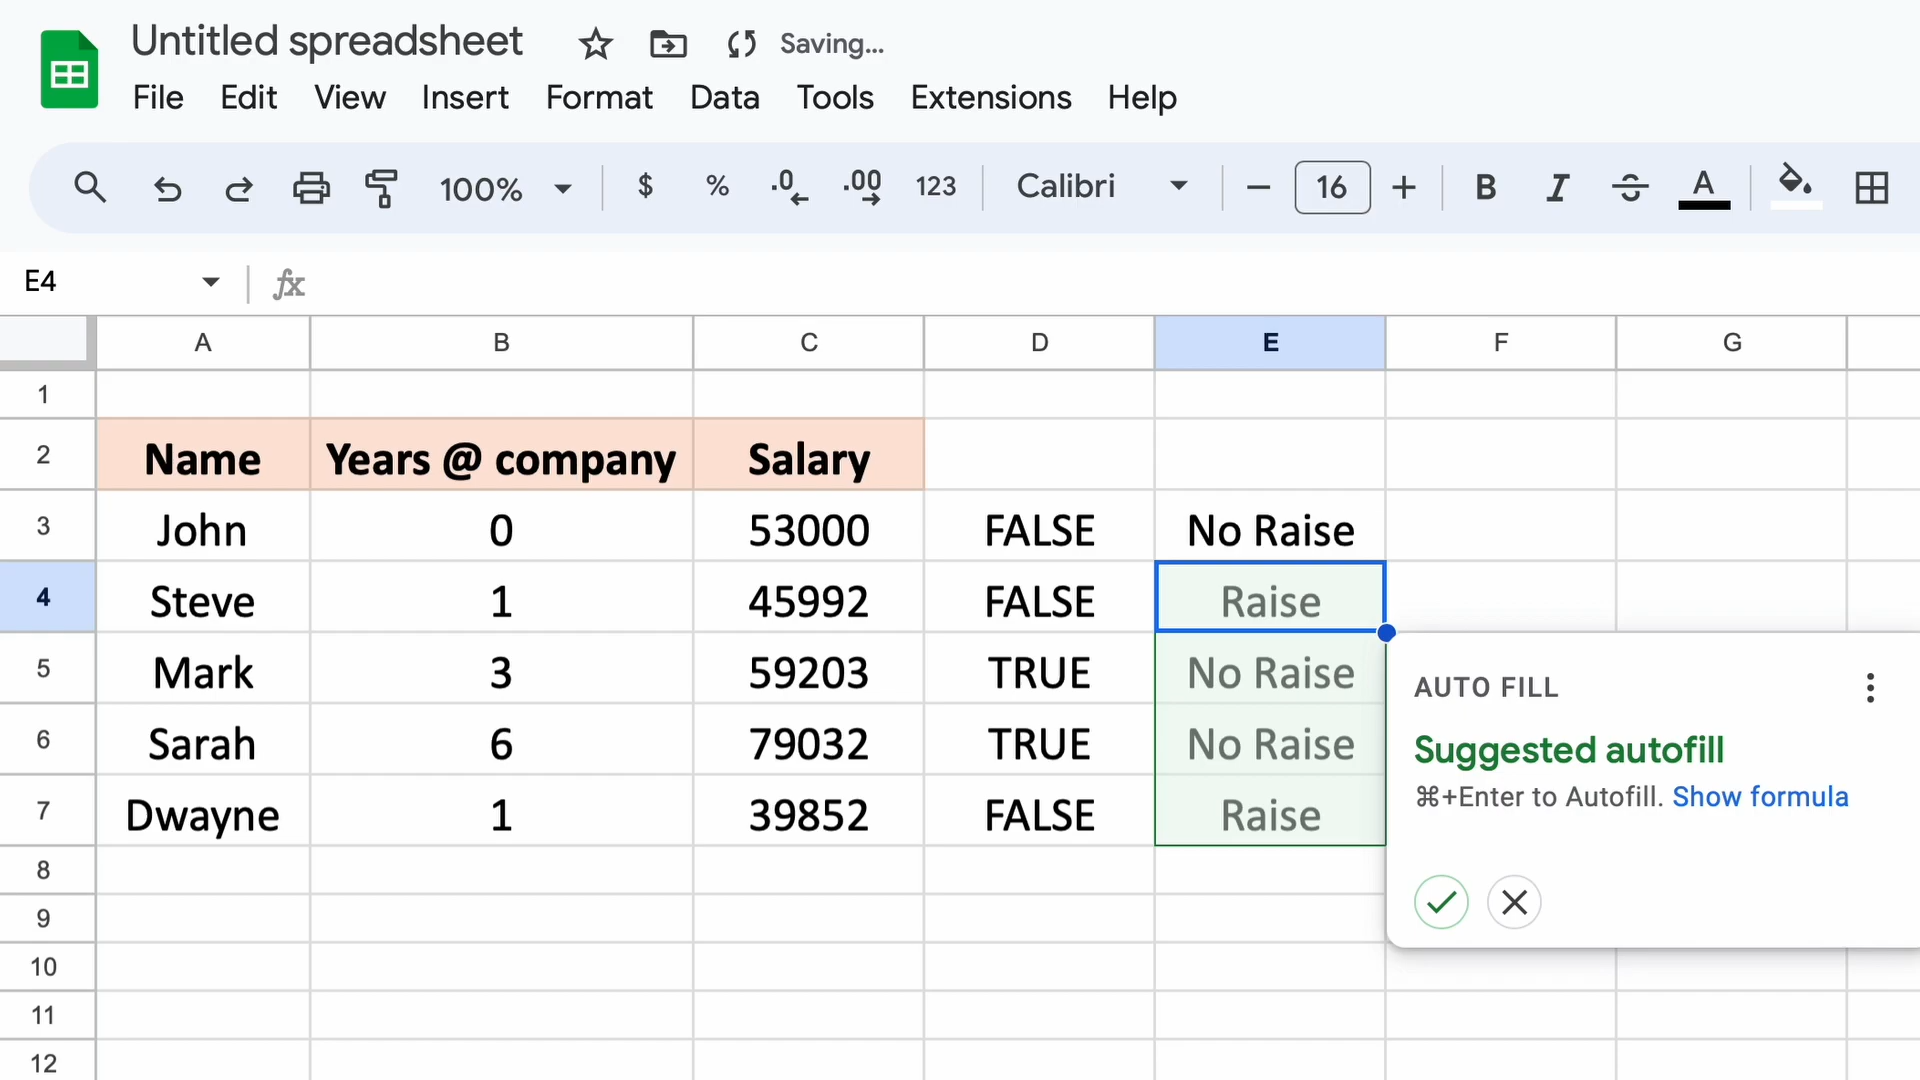 Untitled spreadsheet Saving...
File Edit View Insert Format Data Tools Extensions Help
100% $ % .0 .00 123 Calibri 16 B I S A
E4 fx
A B C D E F G
1
2 Name Years @ company Salary
3 John 0 53000 FALSE No Raise
4 Steve 1 45992 FALSE Raise
5 Mark 3 59203 TRUE No Raise
6 Sarah 6 79032 TRUE No Raise
7 Dwayne 1 39852 FALSE Raise
AUTO FILL
Suggested autofill
⌘+Enter to Autofill. Show formula
8
9
10
11
12